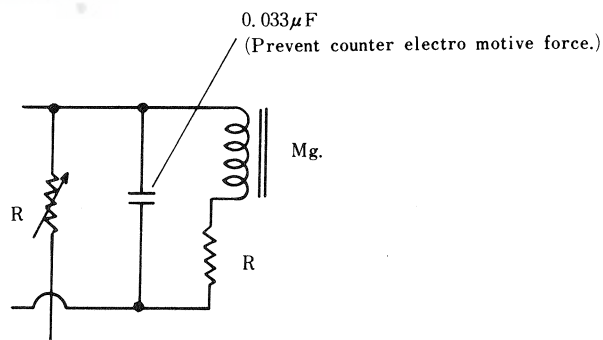 0.033μF
(Prevent counter electro motive force.)
Mg.
R
R